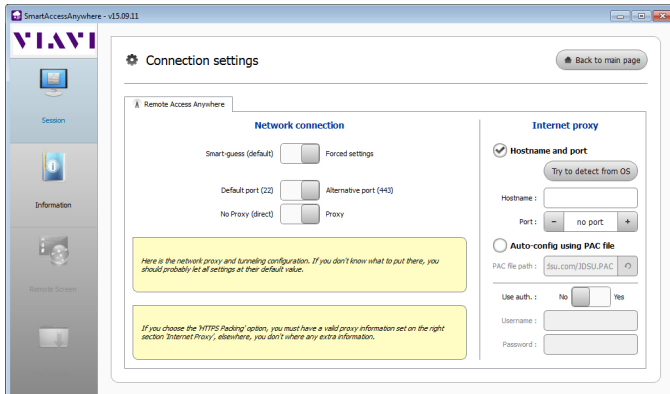 SmartAccessAnywhere - v15.09.11
VIAVI
Connection settings
Back to main page
Session
Remote Access Anywhere
Network connection
Internet proxy
Smart-guess (default)
Forced settings
Hostname and port
Try to detect from OS
Default port (22)
Alternative port (443)
Hostname :
Information
No Proxy (direct)
Proxy
Port :
- no port +
Auto-config using PAC file
Here is the network proxy and tunneling configuration. If you don't know what to put there, you
should probably let all settings at their default value.
PAC file path :
su.com/JDSU.PAC
Remote Screen
Use auth. :
No
Yes
Username :
If you choose the 'HTTPS Packing' option, you must have a valid proxy information set on the right
section 'Internet Proxy', elsewhere, you don't where any extra information.
Password :